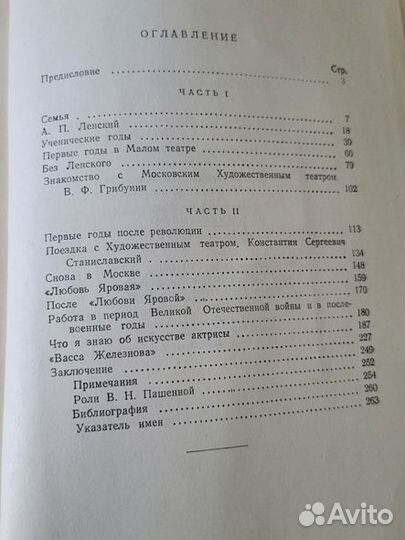 ОГЛАВЛЕНИЕ
Стр.
Предисловие 3
ЧАСТЬ I
Семья 7
А. П. Ленский 18
Ученические годы 39
Первые годы в Малом театре 60
Без Ленского 79
Знакомство с Московским Художественным театром.
В. Ф. Грибунин 102
ЧАСТЬ II
Первые годы после революции 113
Поездка с Художественным театром, Константин Сергеевич
Станиславский 134
Снова в Москве 148
«Любовь Яровая» 159
После «Любови Яровой» 170
Работа в период Великой Отечественной войны и в после-
военные годы 180
Что я знаю об искусстве актрисы 187
«Васса Железнова» 227
Заключение 249
Примечания 252
Роли В. Н. Пашенной 254
Библиография 260
Указатель имен 263
Avito